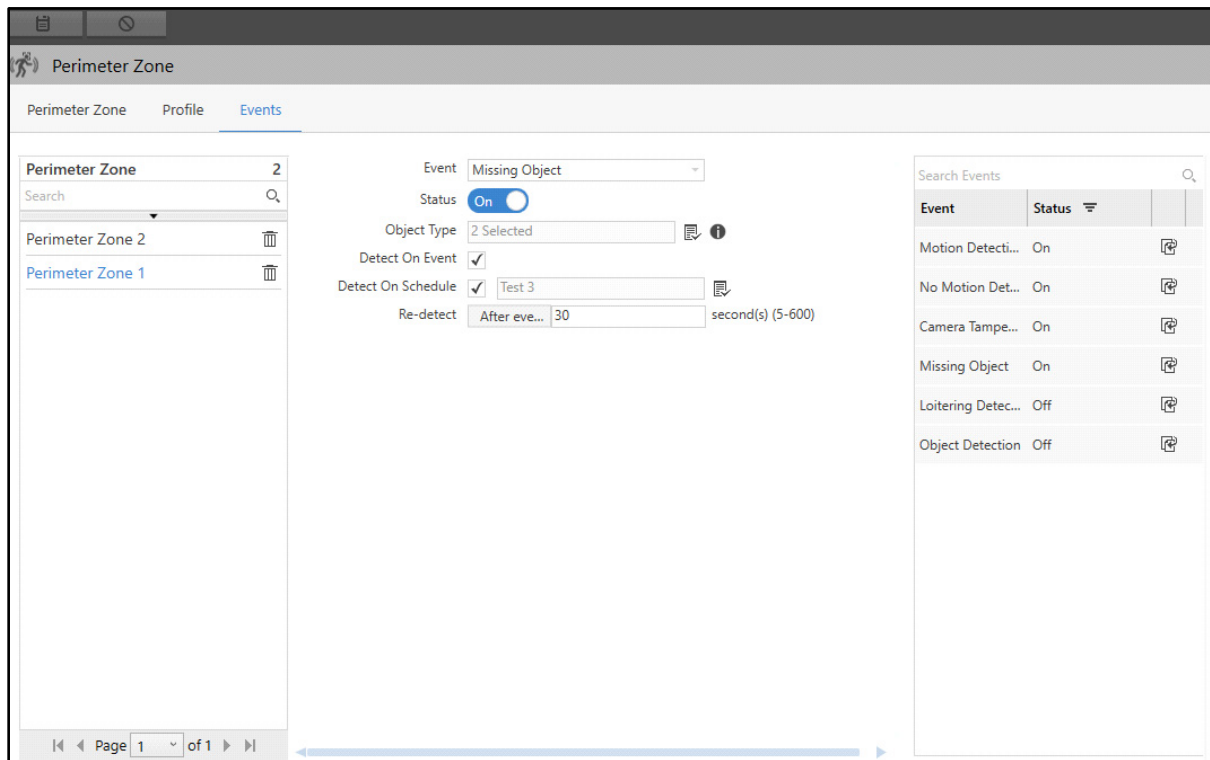 Perimeter Zone
Perimeter Zone Profile Events
Perimeter Zone 2
Search
Perimeter Zone 2
Perimeter Zone 1
Page 1 of 1
Event Missing Object
Status On
Object Type 2 Selected
Detect On Event
Detect On Schedule Test 3
Re-detect After eve... 30 second(s) (5-600)
Search Events
Event Status
Motion Detecti... On
No Motion Det... On
Camera Tampe... On
Missing Object On
Loitering Detec... Off
Object Detection Off